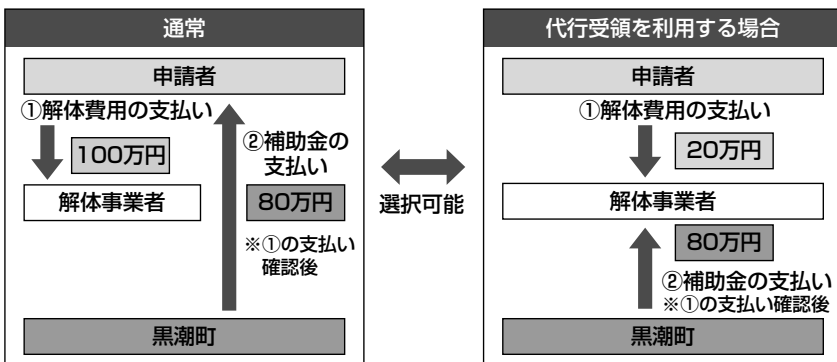 通常
申請者
①解体費用の支払い
100万円
解体事業者
②補助金の
支払い
80万円
※①の支払い
確認後
黒潮町
選択可能
代行受領を利用する場合
申請者
①解体費用の支払い
20万円
解体事業者
80万円
②補助金の支払い
※①の支払い確認後
黒潮町